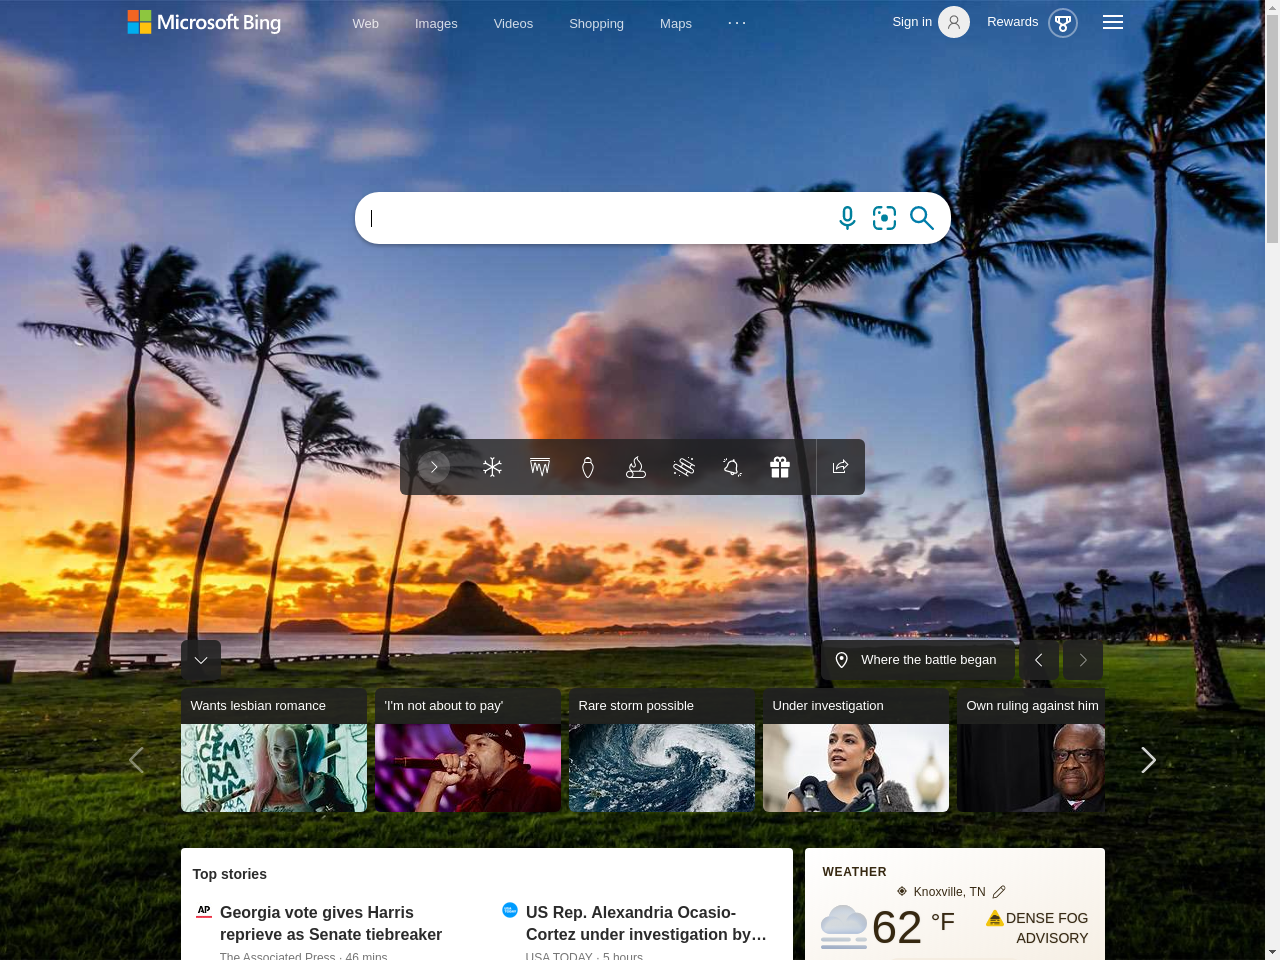 Microsoft Bing
Web Images Videos Shopping Maps ...
Sign in Rewards
Where the battle began
Wants lesbian romance
'I'm not about to pay'
Rare storm possible
Under investigation
Own ruling against him
Top stories
AP Georgia vote gives Harris
reprieve as Senate tiebreaker
The Associated Press · 46 mins
US Rep. Alexandria Ocasio-
Cortez under investigation by…
USA TODAY · 5 hours
WEATHER
Knoxville, TN
62 °F
DENSE FOG
ADVISORY